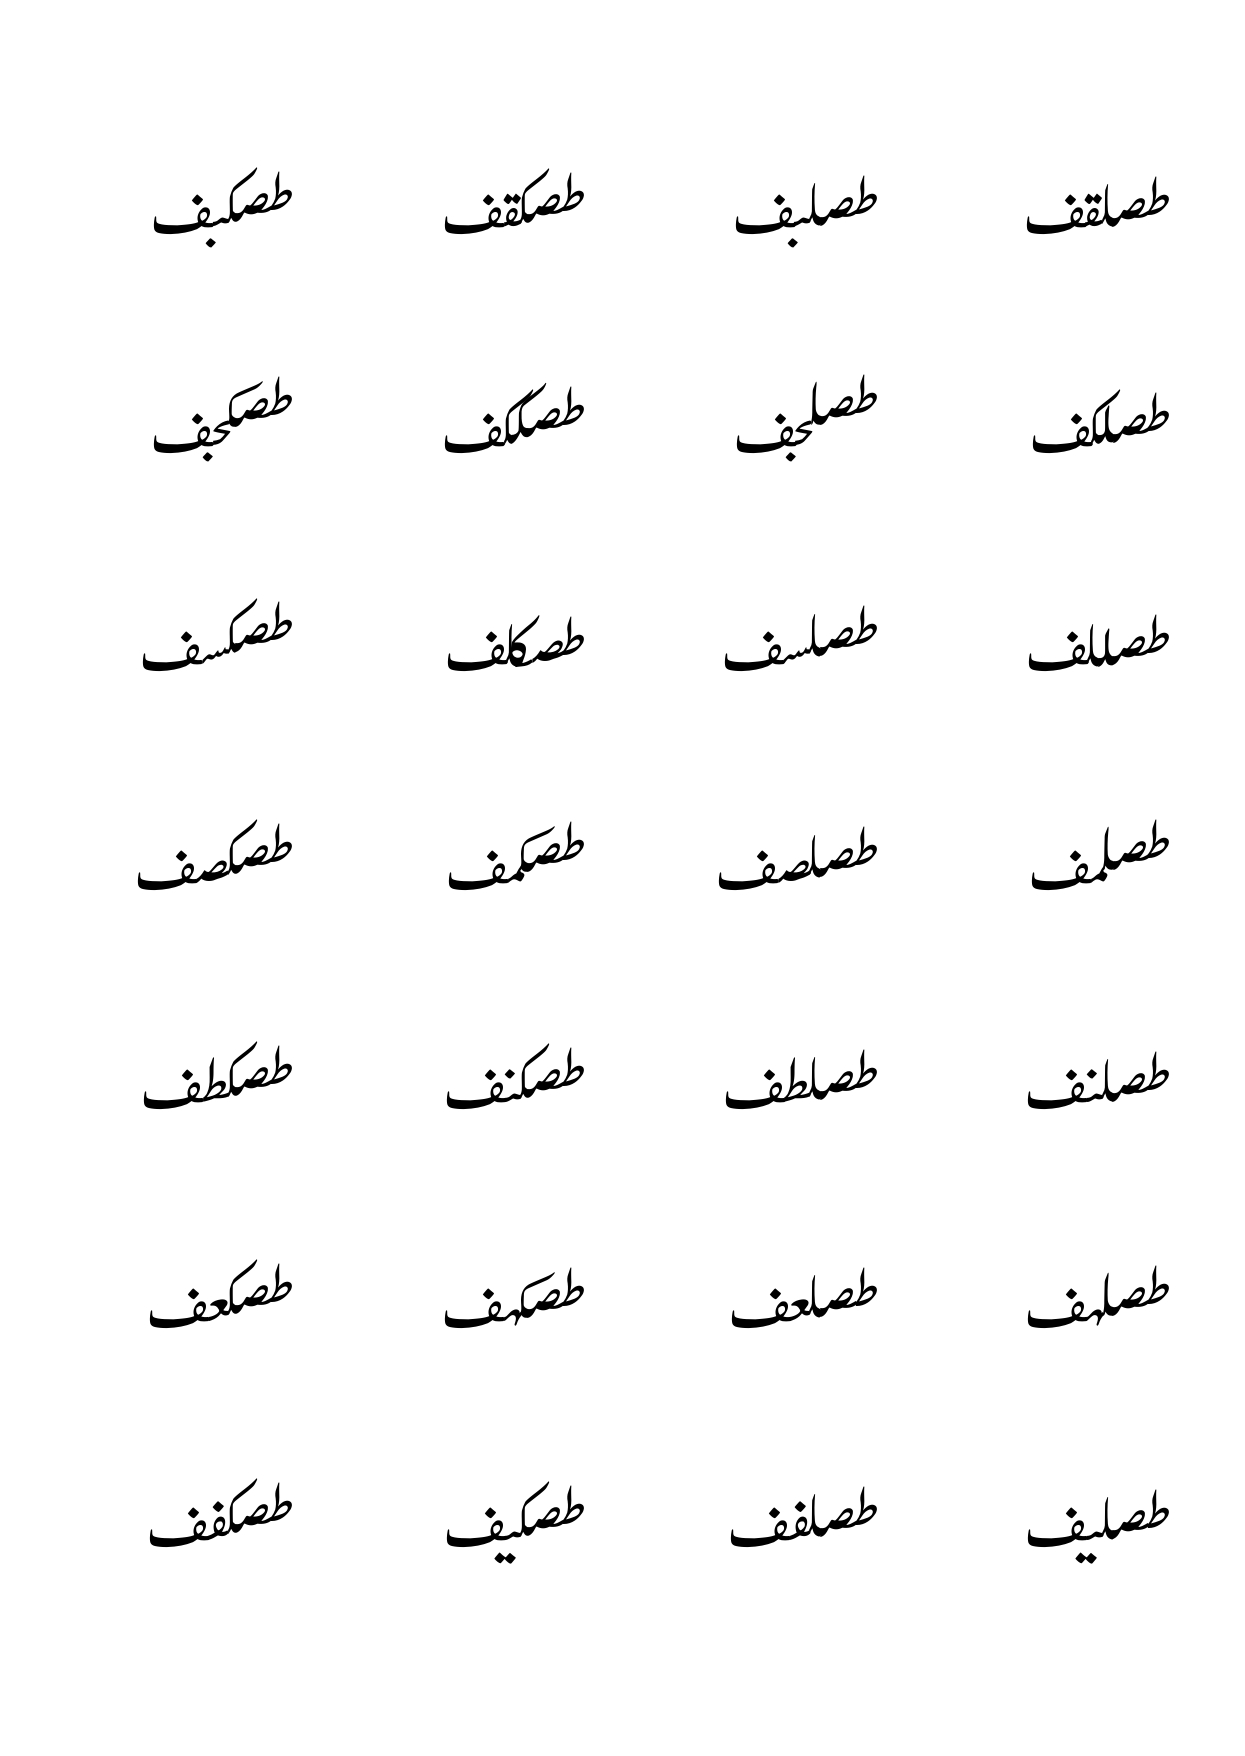 طصلقف طصلبف طصكقف طصكبف
طصلكف طصلجف طصككف طصكجف
طصللف طصلسف طصكلف طصكسف
طصلمف طصلصف طصكمف طصكصف
طصلنف طصلطف طصكنف طصكطف
طصلهف طصلعف طصكهف طصكعف
طصليف طصلفف طصكيف طصكفف